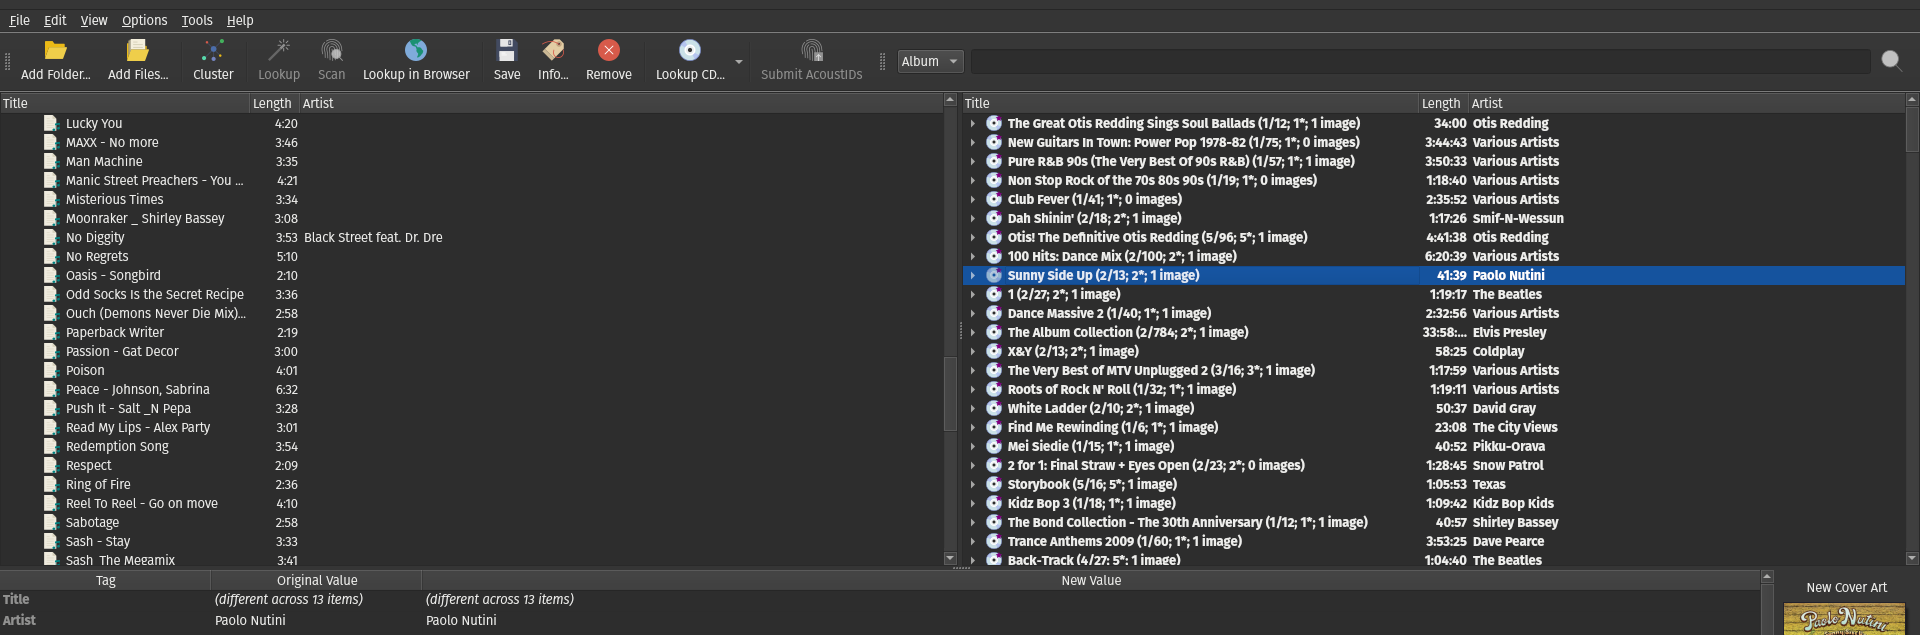 File Edit View Options Tools Help
Add Folder... Add Files... Cluster Lookup Scan Lookup in Browser Save Info... Remove Lookup CD... Submit AcoustIDs Album
Title Length Artist
Lucky You 4:20
MAXX - No more 3:46
Man Machine 3:35
Manic Street Preachers - You ... 4:21
Misterious Times 3:34
Moonraker _ Shirley Bassey 3:08
No Diggity 3:53 Black Street feat. Dr. Dre
No Regrets 5:10
Oasis - Songbird 2:10
Odd Socks Is the Secret Recipe 3:36
Ouch (Demons Never Die Mix)... 2:58
Paperback Writer 2:19
Passion - Gat Decor 3:00
Poison 4:01
Peace - Johnson, Sabrina 6:32
Push It - Salt _N Pepa 3:28
Read My Lips - Alex Party 3:01
Redemption Song 3:54
Respect 2:09
Ring of Fire 2:36
Reel To Reel - Go on move 4:10
Sabotage 2:58
Sash - Stay 3:33
Sash The Megamix 3:41
Title Length Artist
The Great Otis Redding Sings Soul Ballads (1/12; 1*; 1 image) 34:00 Otis Redding
New Guitars In Town: Power Pop 1978-82 (1/75; 1*; 0 images) 3:44:43 Various Artists
Pure R&B 90s (The Very Best Of 90s R&B) (1/57; 1*; 1 image) 3:50:33 Various Artists
Non Stop Rock of the 70s 80s 90s (1/19; 1*; 0 images) 1:18:40 Various Artists
Club Fever (1/41; 1*; 0 images) 2:35:52 Various Artists
Dah Shinin' (2/18; 2*; 1 image) 1:17:26 Smif-N-Wessun
Otis! The Definitive Otis Redding (5/96; 5*; 1 image) 4:41:38 Otis Redding
100 Hits: Dance Mix (2/100; 2*; 1 image) 6:20:39 Various Artists
Sunny Side Up (2/13; 2*; 1 image) 41:39 Paolo Nutini
1 (2/27; 2*; 1 image) 1:19:17 The Beatles
Dance Massive 2 (1/40; 1*; 1 image) 2:32:56 Various Artists
The Album Collection (2/784; 2*; 1 image) 33:58:... Elvis Presley
X&Y (2/13; 2*; 1 image) 58:25 Coldplay
The Very Best of MTV Unplugged 2 (3/16; 3*; 1 image) 1:17:59 Various Artists
Roots of Rock N' Roll (1/32; 1*; 1 image) 1:19:11 Various Artists
White Ladder (2/10; 2*; 1 image) 50:37 David Gray
Find Me Rewinding (1/6; 1*; 1 image) 23:08 The City Views
Mei Siedie (1/15; 1*; 1 image) 40:52 Pikku-Orava
2 for 1: Final Straw + Eyes Open (2/23; 2*; 0 images) 1:28:45 Snow Patrol
Storybook (5/16; 5*; 1 image) 1:05:53 Texas
Kidz Bop 3 (1/18; 1*; 1 image) 1:09:42 Kidz Bop Kids
The Bond Collection - The 30th Anniversary (1/12; 1*; 1 image) 40:57 Shirley Bassey
Trance Anthems 2009 (1/60; 1*; 1 image) 3:53:25 Dave Pearce
Back-Track (4/27; 5*; 1 image) 1:04:40 The Beatles
Tag Original Value New Value
Title (different across 13 items) (different across 13 items)
Artist Paolo Nutini Paolo Nutini
New Cover Art
Paolo Nutini